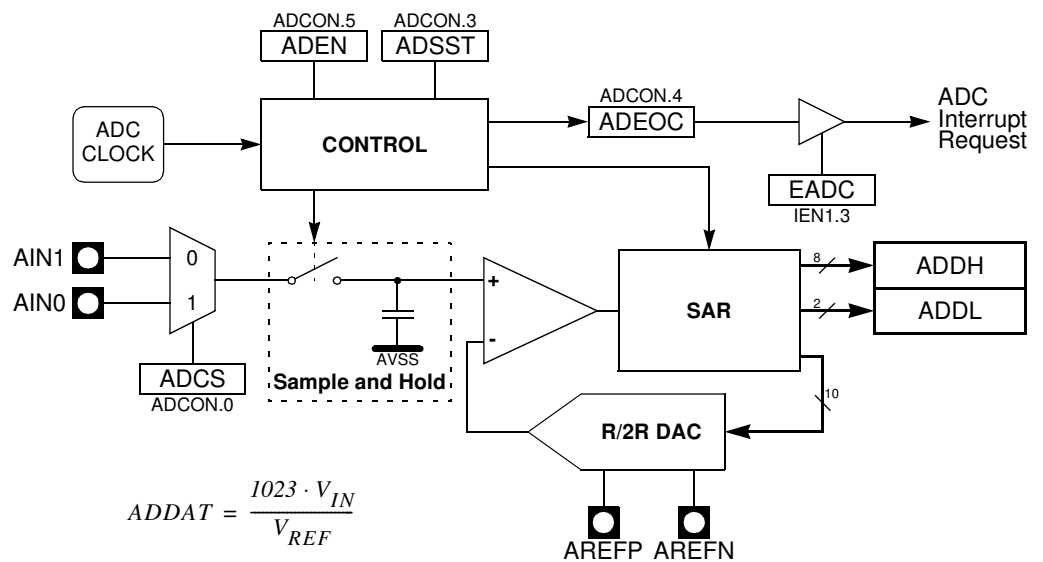 ADCON.5
ADEN
ADCON.3
ADSST
ADC
CLOCK
CONTROL
ADCON.4
ADEOC
ADC
Interrupt
Request
EADC
IEN1.3
AIN1
AIN0
0
1
ADCS
ADCON.0
AVSS
Sample and Hold
+
-
SAR
8
ADDH
2
ADDL
10
R/2R DAC
AREFP
AREFN
ADDAT = 1023 · V_IN / V_REF